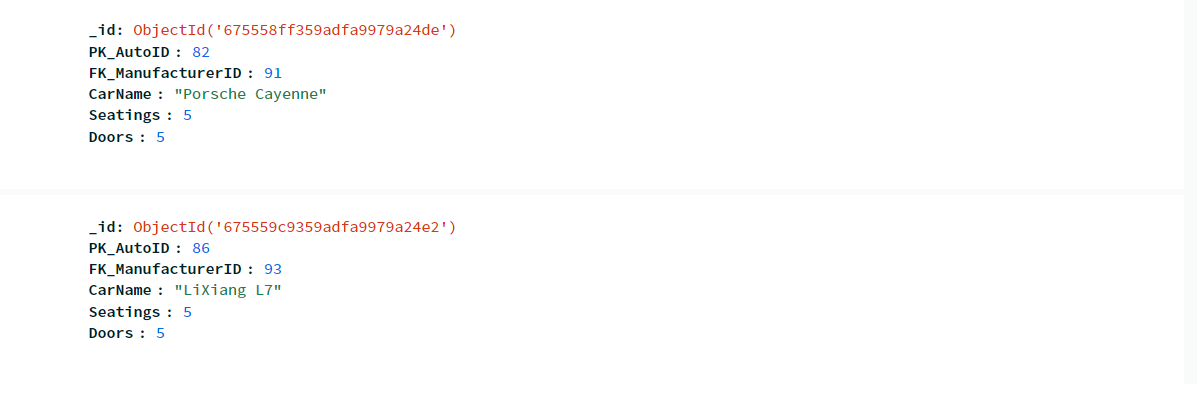 _id: ObjectId('675558ff359adfa9979a24de')
PK_AutoID : 82
FK_ManufacturerID : 91
CarName : "Porsche Cayenne"
Seatings : 5
Doors : 5
_id: ObjectId('675559c9359adfa9979a24e2')
PK_AutoID : 86
FK_ManufacturerID : 93
CarName : "LiXiang L7"
Seatings : 5
Doors : 5